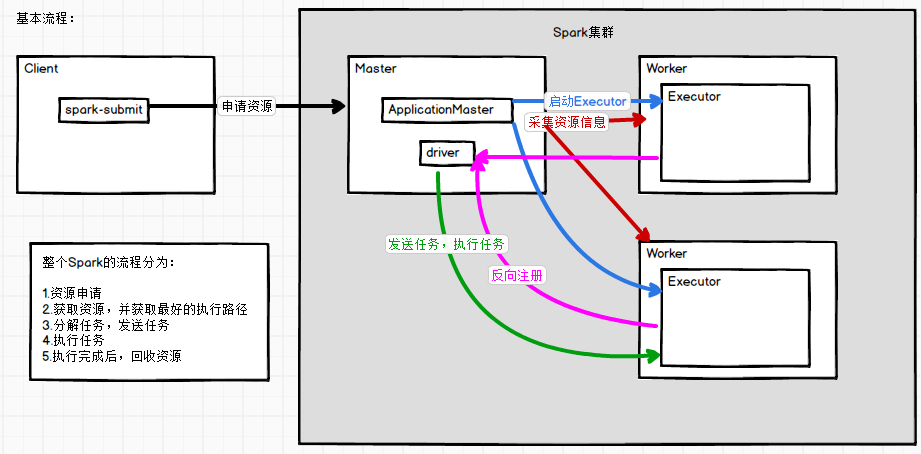 基本流程：
Spark集群
Client
spark-submit
申请资源
Master
ApplicationMaster
driver
启动Executor
采集资源信息
Worker
Executor
发送任务，执行任务
反向注册
Worker
Executor
整个Spark的流程分为：
1.资源申请
2.获取资源，并获取最好的执行路径
3.分解任务，发送任务
4.执行任务
5.执行完成后，回收资源